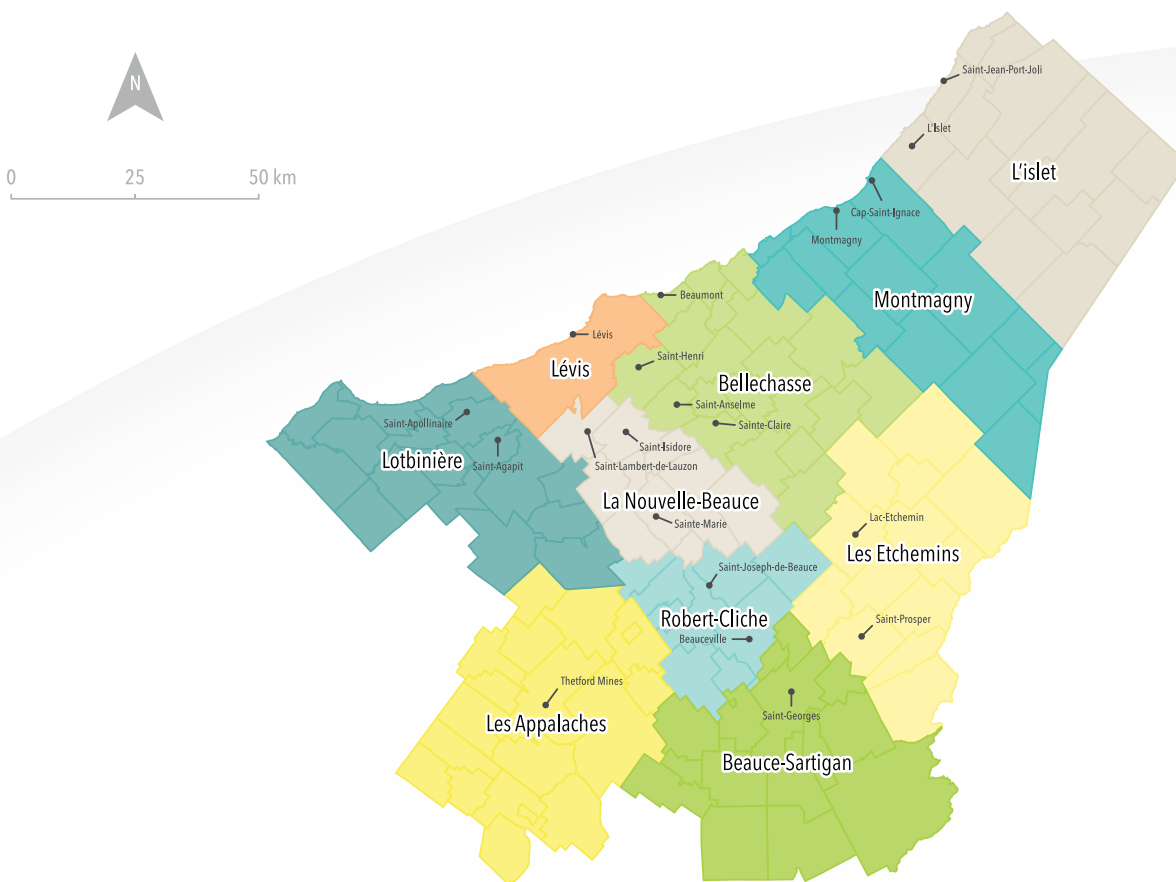 N
0 25 50 km
Saint-Jean-Port-Joli
L'Islet
L'islet
Cap-Saint-Ignace
Montmagny
Montmagny
Beaumont
Lévis
Lévis
Saint-Henri
Bellechasse
Saint-Anselme
Sainte-Claire
Saint-Apollinaire
Saint-Agapit
Lotbinière
Saint-Isidore
Saint-Lambert-de-Lauzon
La Nouvelle-Beauce
Sainte-Marie
Lac-Etchemin
Les Etchemins
Saint-Prosper
Saint-Joseph-de-Beauce
Robert-Cliche
Beauceville
Thetford Mines
Les Appalaches
Saint-Georges
Beauce-Sartigan